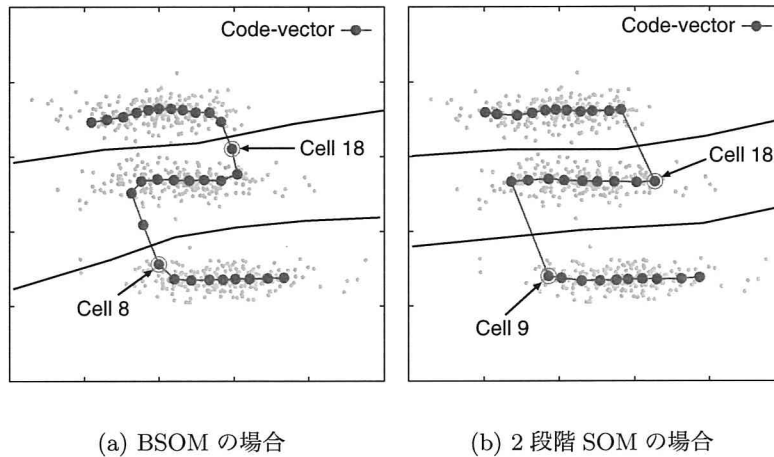 Code-vector
Cell 18
Cell 8
Code-vector
Cell 18
Cell 9
(a) BSOM の場合
(b) 2 段階 SOM の場合